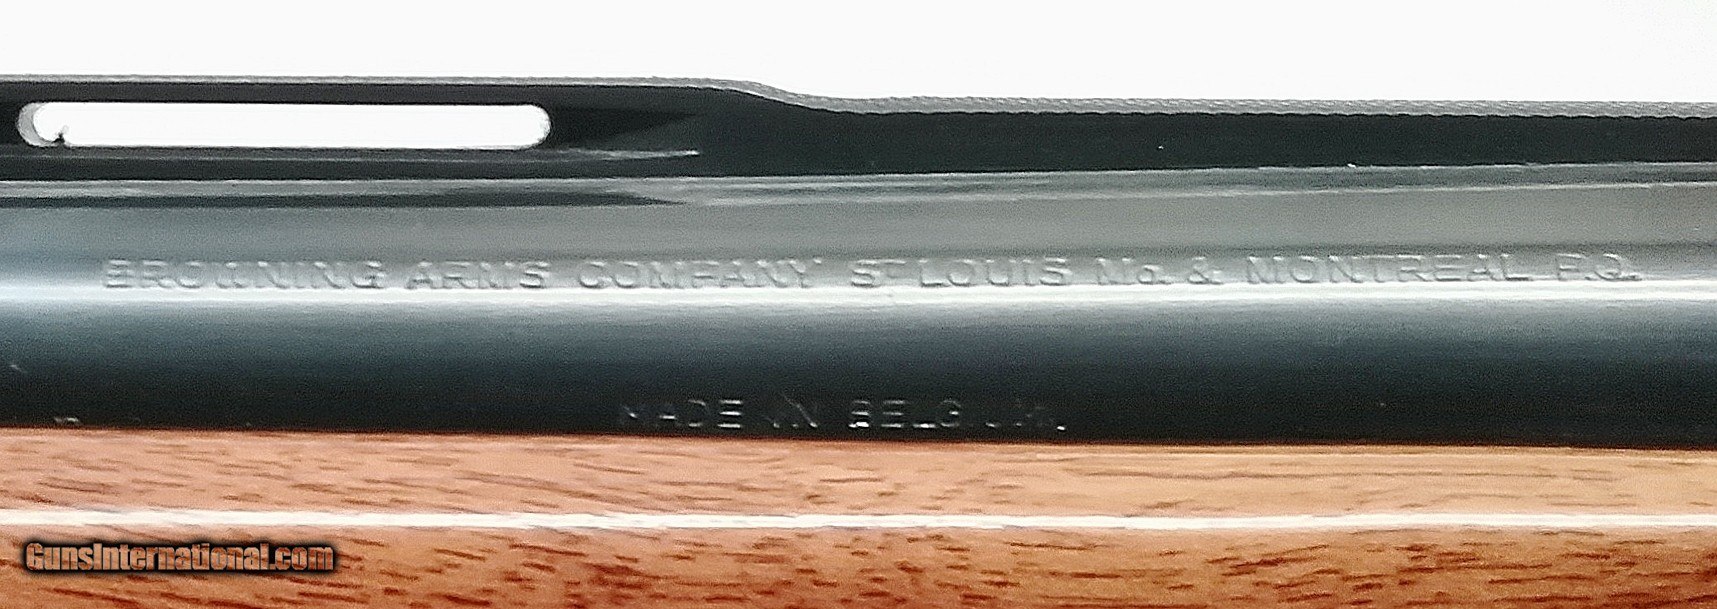 BROWNING ARMS COMPANY ST LOUIS Mo. & MONTREAL P.Q.
MADE IN BELGIUM.
GunsInternational.com